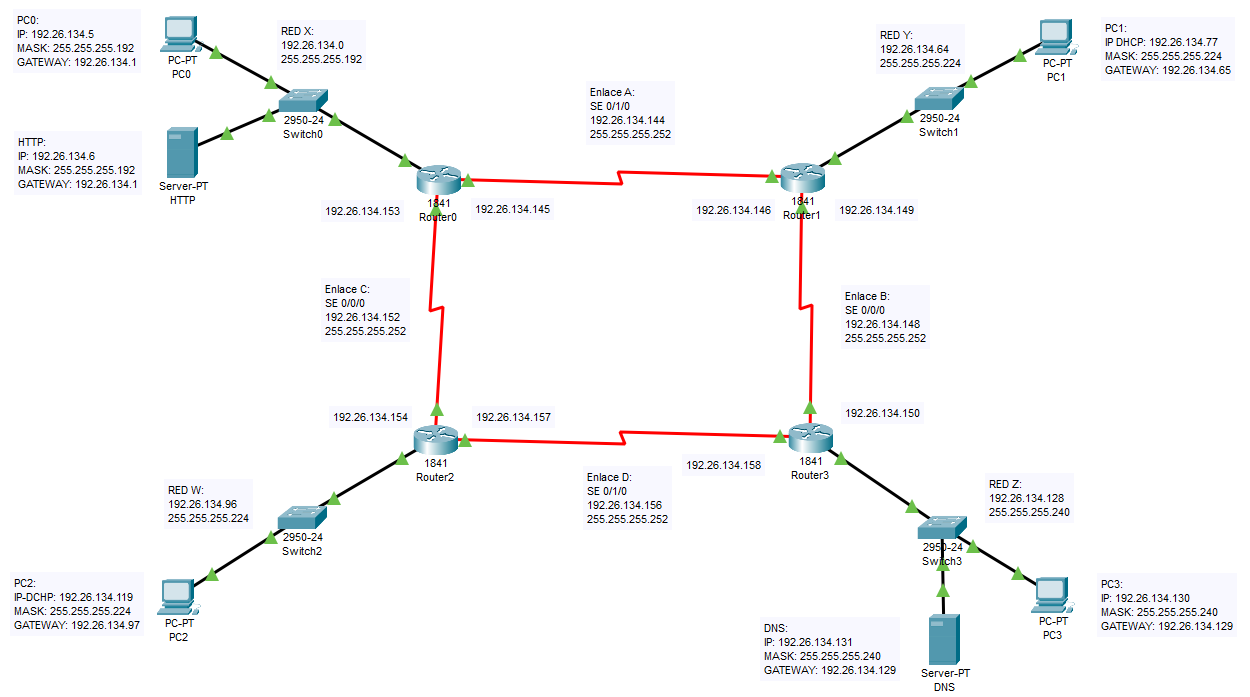 PC0:
IP: 192.26.134.5
MASK: 255.255.255.192
GATEWAY: 192.26.134.1
PC-PT
PC0
RED X:
192.26.134.0
255.255.255.192
2950-24
Switch0
HTTP:
IP: 192.26.134.6
MASK: 255.255.255.192
GATEWAY: 192.26.134.1
Server-PT
HTTP
Enlace A:
SE 0/1/0
192.26.134.144
255.255.255.252
RED Y:
192.26.134.64
255.255.255.224
PC-PT
PC1
PC1:
IP DHCP: 192.26.134.77
MASK: 255.255.255.224
GATEWAY: 192.26.134.65
2950-24
Switch1
192.26.134.153
1841
Router0
192.26.134.145
192.26.134.146
1841
Router1
192.26.134.149
Enlace C:
SE 0/0/0
192.26.134.152
255.255.255.252
Enlace B:
SE 0/0/0
192.26.134.148
255.255.255.252
192.26.134.154
192.26.134.157
1841
Router2
192.26.134.150
192.26.134.158
1841
Router3
Enlace D:
SE 0/1/0
192.26.134.156
255.255.255.252
RED W:
192.26.134.96
255.255.255.224
2950-24
Switch2
RED Z:
192.26.134.128
255.255.255.240
2950-24
Switch3
PC2:
IP-DCHP: 192.26.134.119
MASK: 255.255.255.224
GATEWAY: 192.26.134.97
PC-PT
PC2
PC-PT
PC3
PC3:
IP: 192.26.134.130
MASK: 255.255.255.240
GATEWAY: 192.26.134.129
DNS:
IP: 192.26.134.131
MASK: 255.255.255.240
GATEWAY: 192.26.134.129
Server-PT
DNS